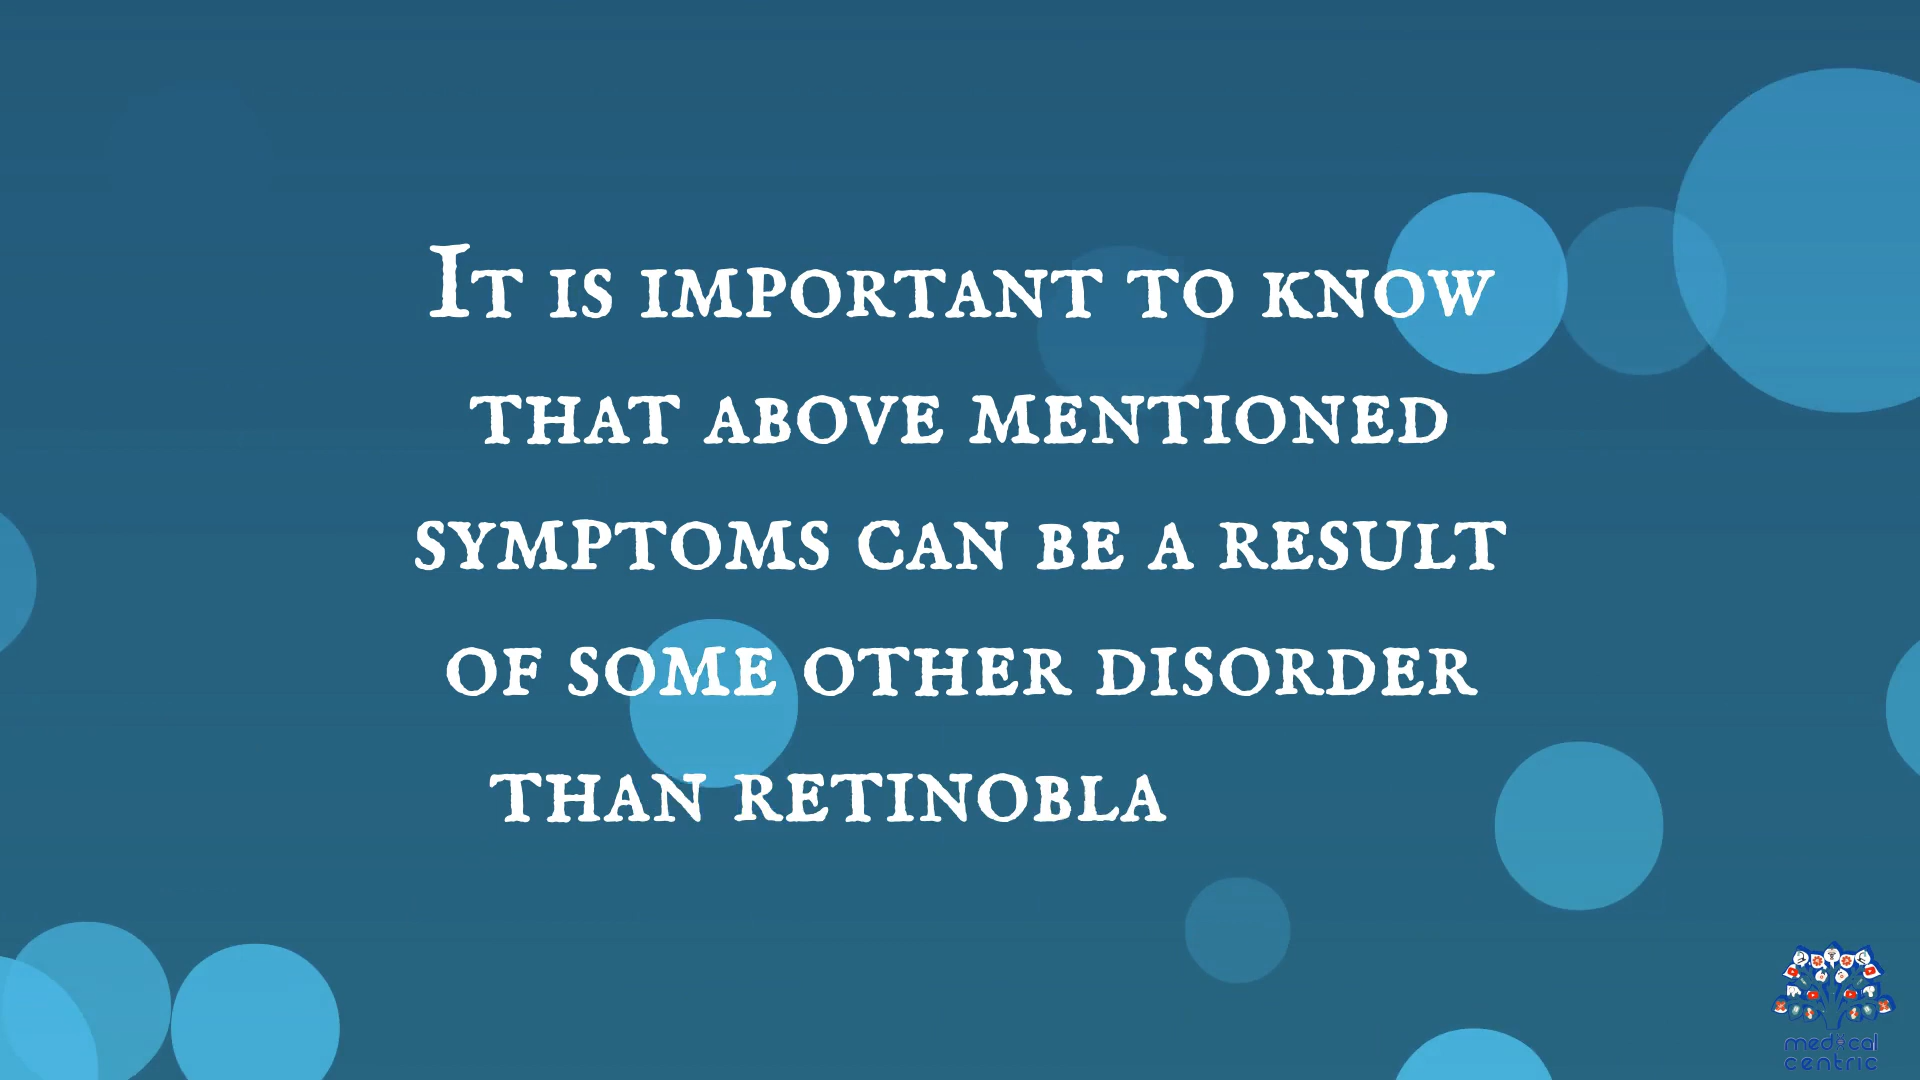 It is important to know
that above mentioned
symptoms can be a result
of some other disorder
than retinobla
medical
centric